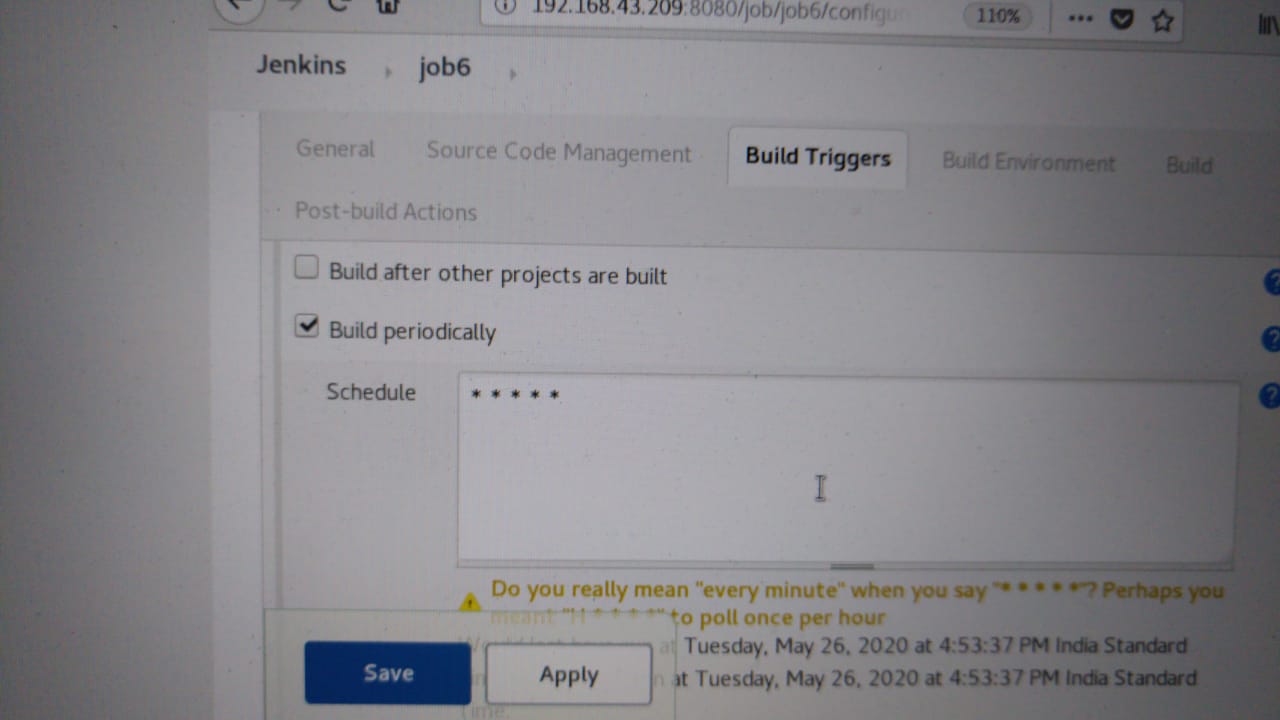 192.168.43.209:8080/job/job6/configu
110%
Jenkins
job6
General
Source Code Management
Build Triggers
Build Environment
Build
Post-build Actions
Build after other projects are built
?
Build periodically
?
Schedule
* * * * *
?
Do you really mean "every minute" when you say "* * * * *"? Perhaps you
meant "H * * * *" to poll once per hour
at Tuesday, May 26, 2020 at 4:53:37 PM India Standard
at Tuesday, May 26, 2020 at 4:53:37 PM India Standard
Time.
Save
Apply